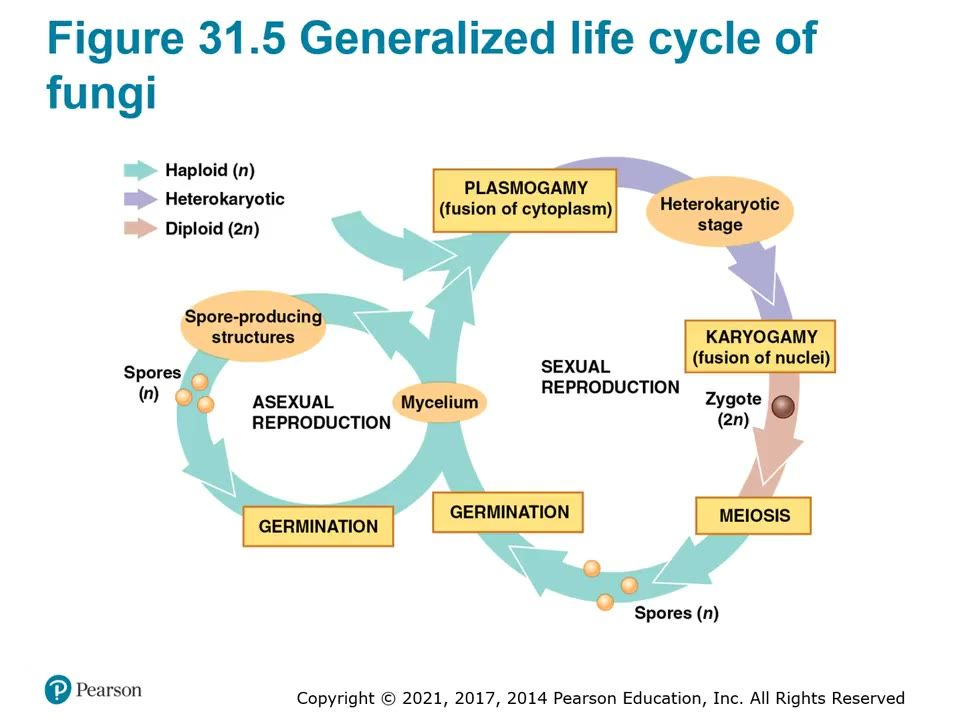 Figure 31.5 Generalized life cycle of
fungi
Haploid (n)
Heterokaryotic
Diploid (2n)
PLASMOGAMY
(fusion of cytoplasm)
Heterokaryotic
stage
Spore-producing
structures
KARYOGAMY
(fusion of nuclei)
Spores
(n)
ASEXUAL
REPRODUCTION
Mycelium
SEXUAL
REPRODUCTION
Zygote
(2n)
GERMINATION
GERMINATION
MEIOSIS
Spores (n)
Pearson
Copyright © 2021, 2017, 2014 Pearson Education, Inc. All Rights Reserved